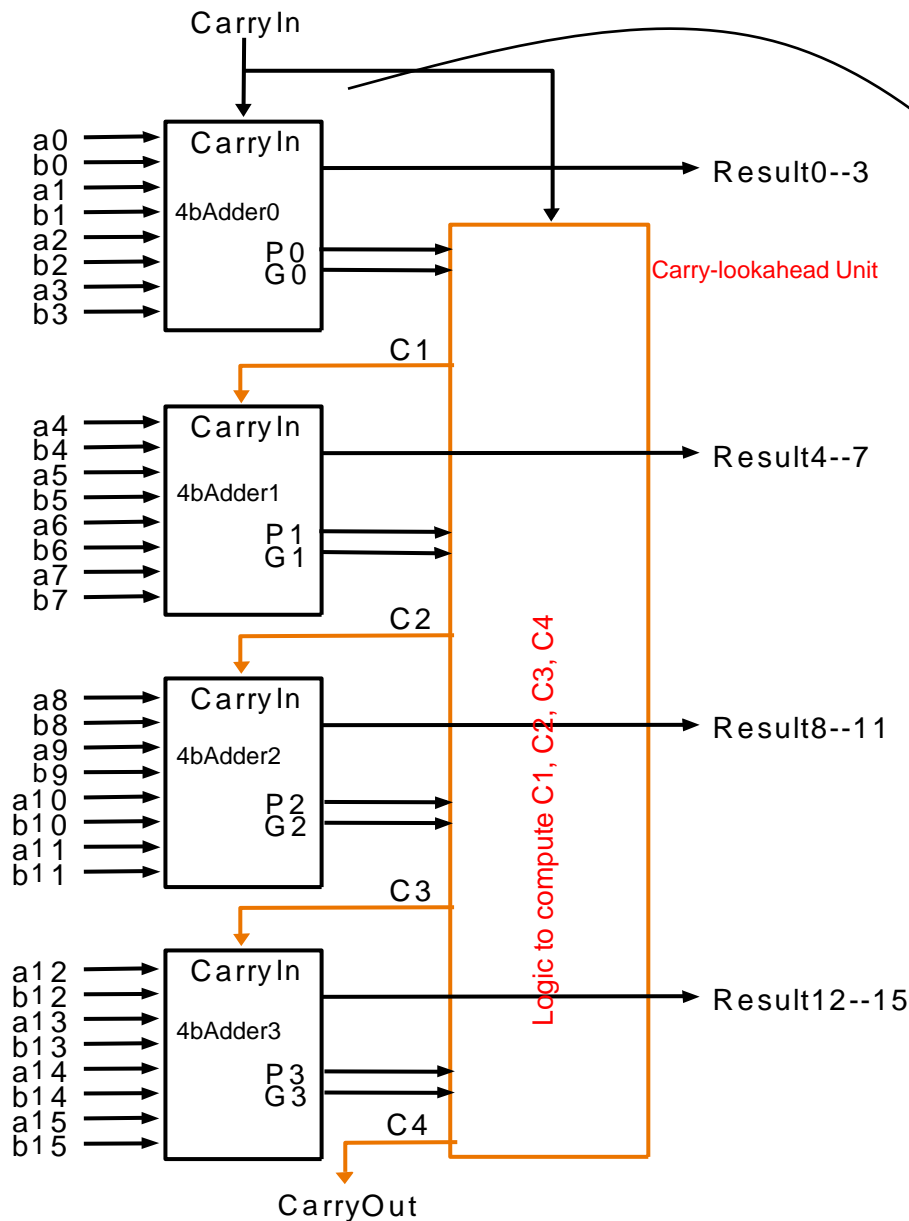 CarryIn
a0
b0
a1
b1
a2
b2
a3
b3
CarryIn
4bAdder0
P0
G0
Result0--3
Carry-lookahead Unit
C1
a4
b4
a5
b5
a6
b6
a7
b7
CarryIn
4bAdder1
P1
G1
Result4--7
C2
a8
b8
a9
b9
a10
b10
a11
b11
CarryIn
4bAdder2
P2
G2
Result8--11
Logic to compute C1, C2, C3, C4
C3
a12
b12
a13
b13
a14
b14
a15
b15
CarryIn
4bAdder3
P3
G3
Result12--15
C4
CarryOut